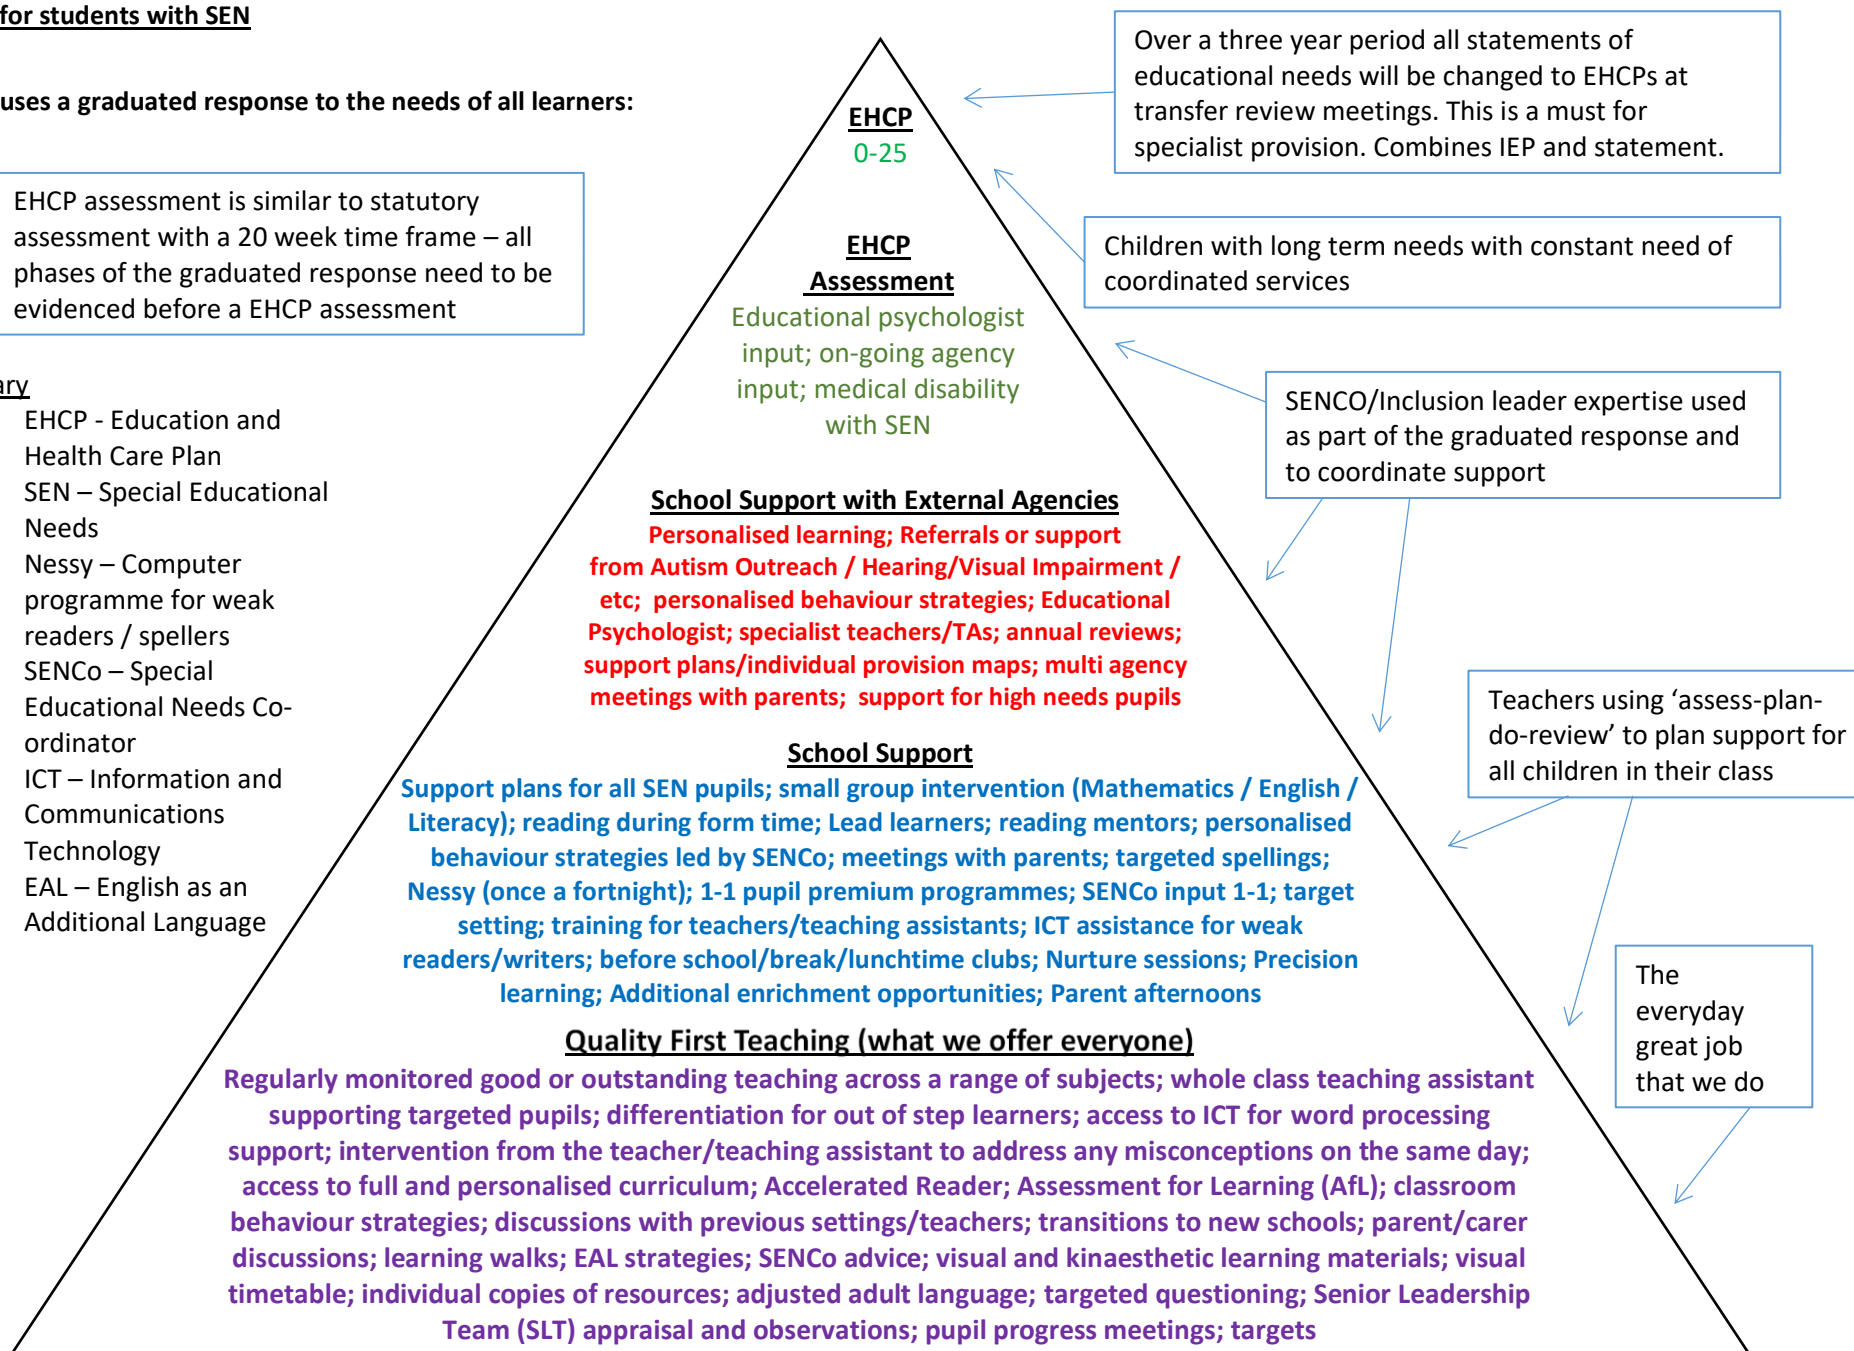 for students with SEN
uses a graduated response to the needs of all learners:
EHCP assessment is similar to statutory
assessment with a 20 week time frame – all
phases of the graduated response need to be
evidenced before a EHCP assessment
ary
EHCP - Education and
Health Care Plan
SEN – Special Educational
Needs
Nessy – Computer
programme for weak
readers / spellers
SENCo – Special
Educational Needs Co-
ordinator
ICT – Information and
Communications
Technology
EAL – English as an
Additional Language
EHCP
0-25
EHCP
Assessment
Educational psychologist
input; on-going agency
input; medical disability
with SEN
School Support with External Agencies
Personalised learning; Referrals or support
from Autism Outreach / Hearing/Visual Impairment /
etc;  personalised behaviour strategies; Educational
Psychologist; specialist teachers/TAs; annual reviews;
support plans/individual provision maps; multi agency
meetings with parents;  support for high needs pupils
School Support
Support plans for all SEN pupils; small group intervention (Mathematics / English /
Literacy); reading during form time; Lead learners; reading mentors; personalised
behaviour strategies led by SENCo; meetings with parents; targeted spellings;
Nessy (once a fortnight); 1-1 pupil premium programmes; SENCo input 1-1; target
setting; training for teachers/teaching assistants; ICT assistance for weak
readers/writers; before school/break/lunchtime clubs; Nurture sessions; Precision
learning; Additional enrichment opportunities; Parent afternoons
Quality First Teaching (what we offer everyone)
Regularly monitored good or outstanding teaching across a range of subjects; whole class teaching assistant
supporting targeted pupils; differentiation for out of step learners; access to ICT for word processing
support; intervention from the teacher/teaching assistant to address any misconceptions on the same day;
access to full and personalised curriculum; Accelerated Reader; Assessment for Learning (AfL); classroom
behaviour strategies; discussions with previous settings/teachers; transitions to new schools; parent/carer
discussions; learning walks; EAL strategies; SENCo advice; visual and kinaesthetic learning materials; visual
timetable; individual copies of resources; adjusted adult language; targeted questioning; Senior Leadership
Team (SLT) appraisal and observations; pupil progress meetings; targets
Over a three year period all statements of
educational needs will be changed to EHCPs at
transfer review meetings. This is a must for
specialist provision. Combines IEP and statement.
Children with long term needs with constant need of
coordinated services
SENCO/Inclusion leader expertise used
as part of the graduated response and
to coordinate support
Teachers using ‘assess-plan-
do-review’ to plan support for
all children in their class
The
everyday
great job
that we do